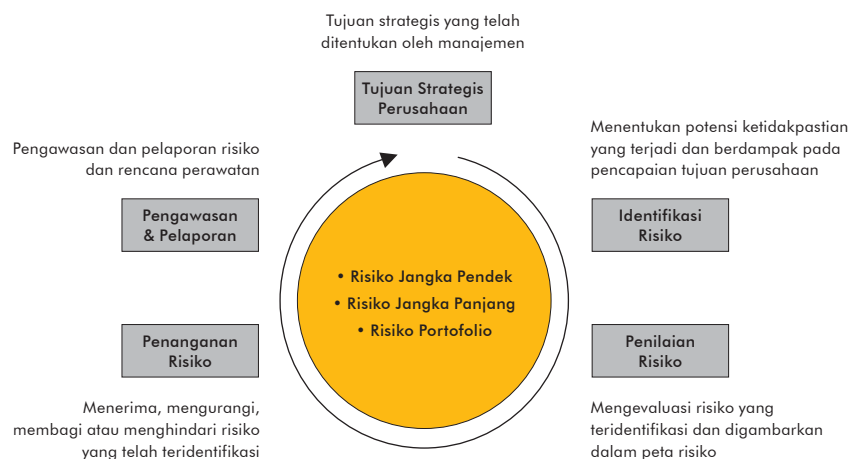 Tujuan strategis yang telah
ditentukan oleh manajemen
Tujuan Strategis
Perusahaan
Menentukan potensi ketidakpastian
yang terjadi dan berdampak pada
pencapaian tujuan perusahaan
Identifikasi
Risiko
Penilaian
Risiko
Mengevaluasi risiko yang
teridentifikasi dan digambarkan
dalam peta risiko
Penanganan
Risiko
Menerima, mengurangi,
membagi atau menghindari risiko
yang telah teridentifikasi
Pengawasan dan pelaporan risiko
dan rencana perawatan
Pengawasan
& Pelaporan
• Risiko Jangka Pendek
• Risiko Jangka Panjang
• Risiko Portofolio